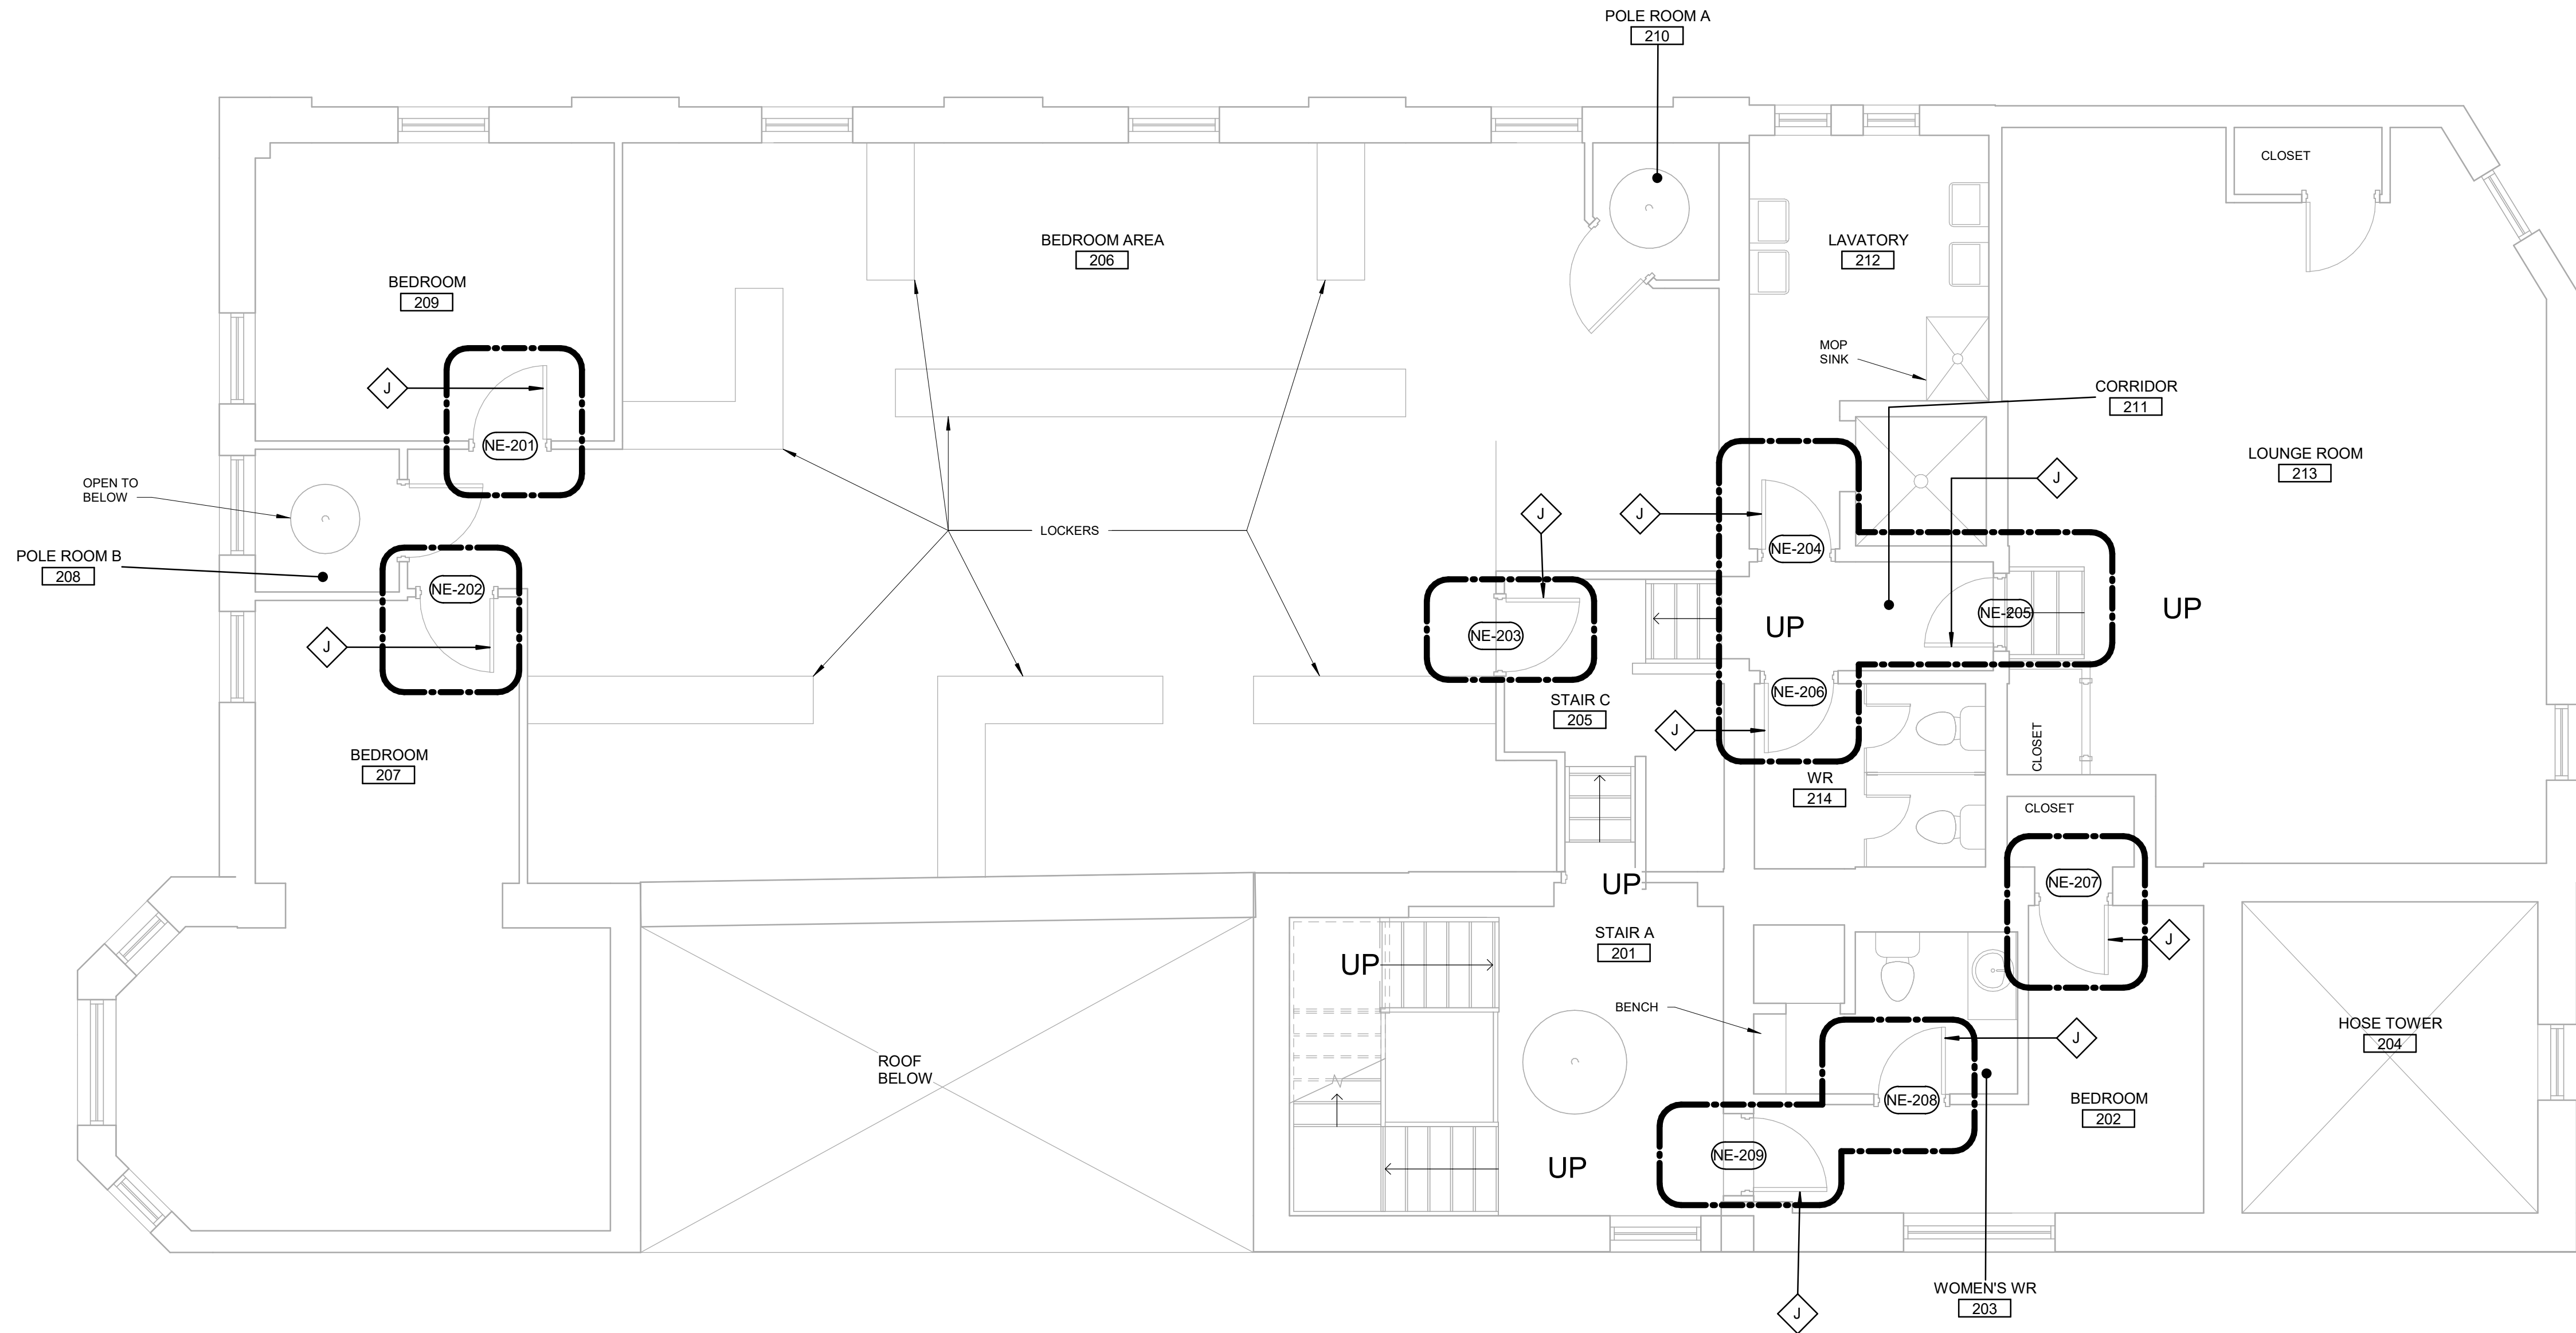 POLE ROOM A
210
CLOSET
BEDROOM AREA
206
LAVATORY
212
BEDROOM
209
MOP
SINK
J
CORRIDOR
211
NE-201
LOUNGE ROOM
213
OPEN TO
BELOW
J
J
J
LOCKERS
NE-204
POLE ROOM B
208
NE-202
UP
NE-205
UP
NE-203
J
NE-206
STAIR C
205
J
CLOSET
BEDROOM
207
WR
214
CLOSET
UP
NE-207
STAIR A
201
J
UP
BENCH
HOSE TOWER
204
J
ROOF
BELOW
NE-208
BEDROOM
202
NE-209
UP
WOMEN'S WR
203
J